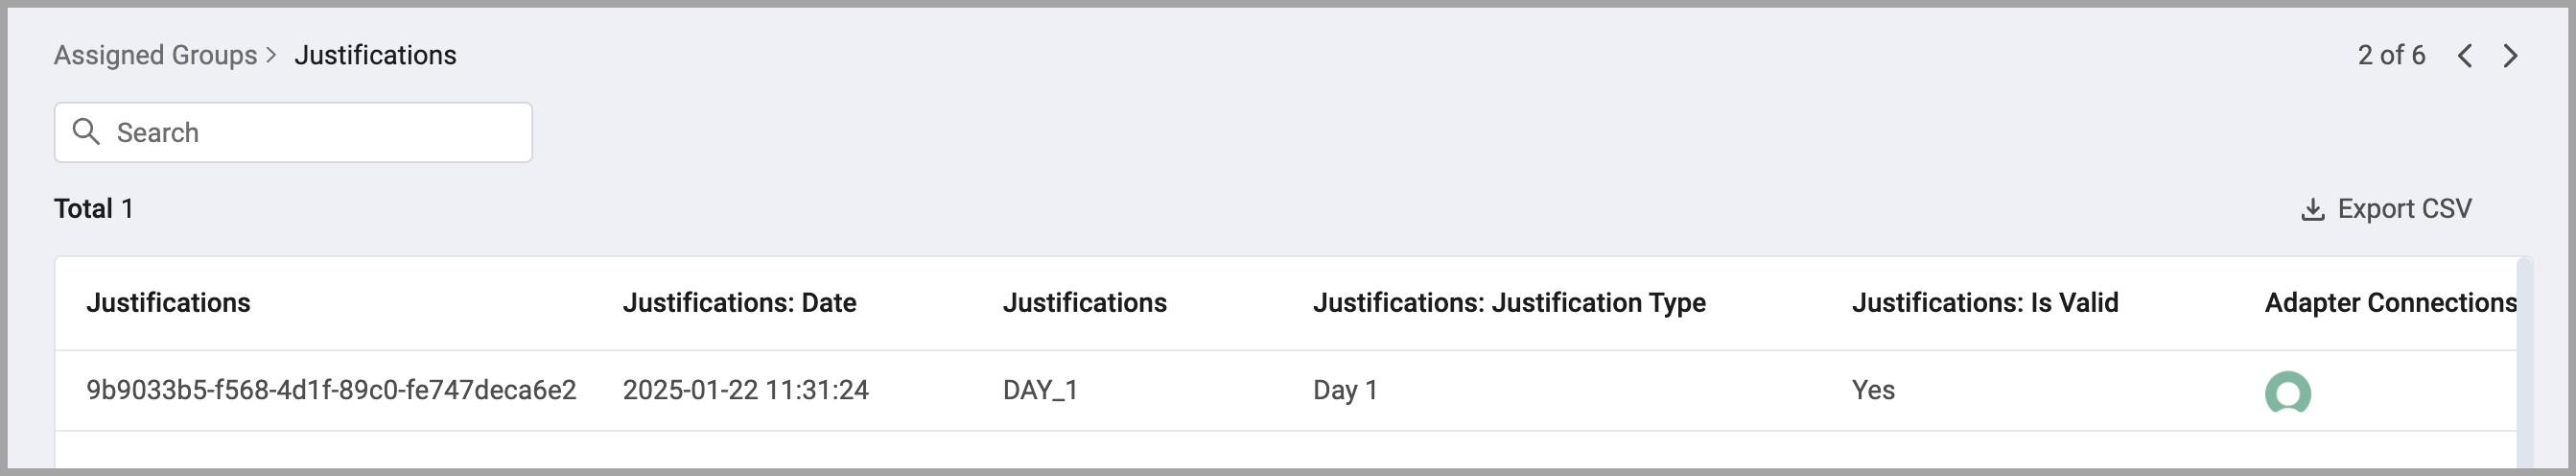 Assigned Groups > Justifications 2 of 6
Search
Total 1 Export CSV
Justifications Justifications: Date Justifications Justifications: Justification Type Justifications: Is Valid Adapter Connections
9b9033b5-f568-4d1f-89c0-fe747deca6e2 2025-01-22 11:31:24 DAY_1 Day 1 Yes